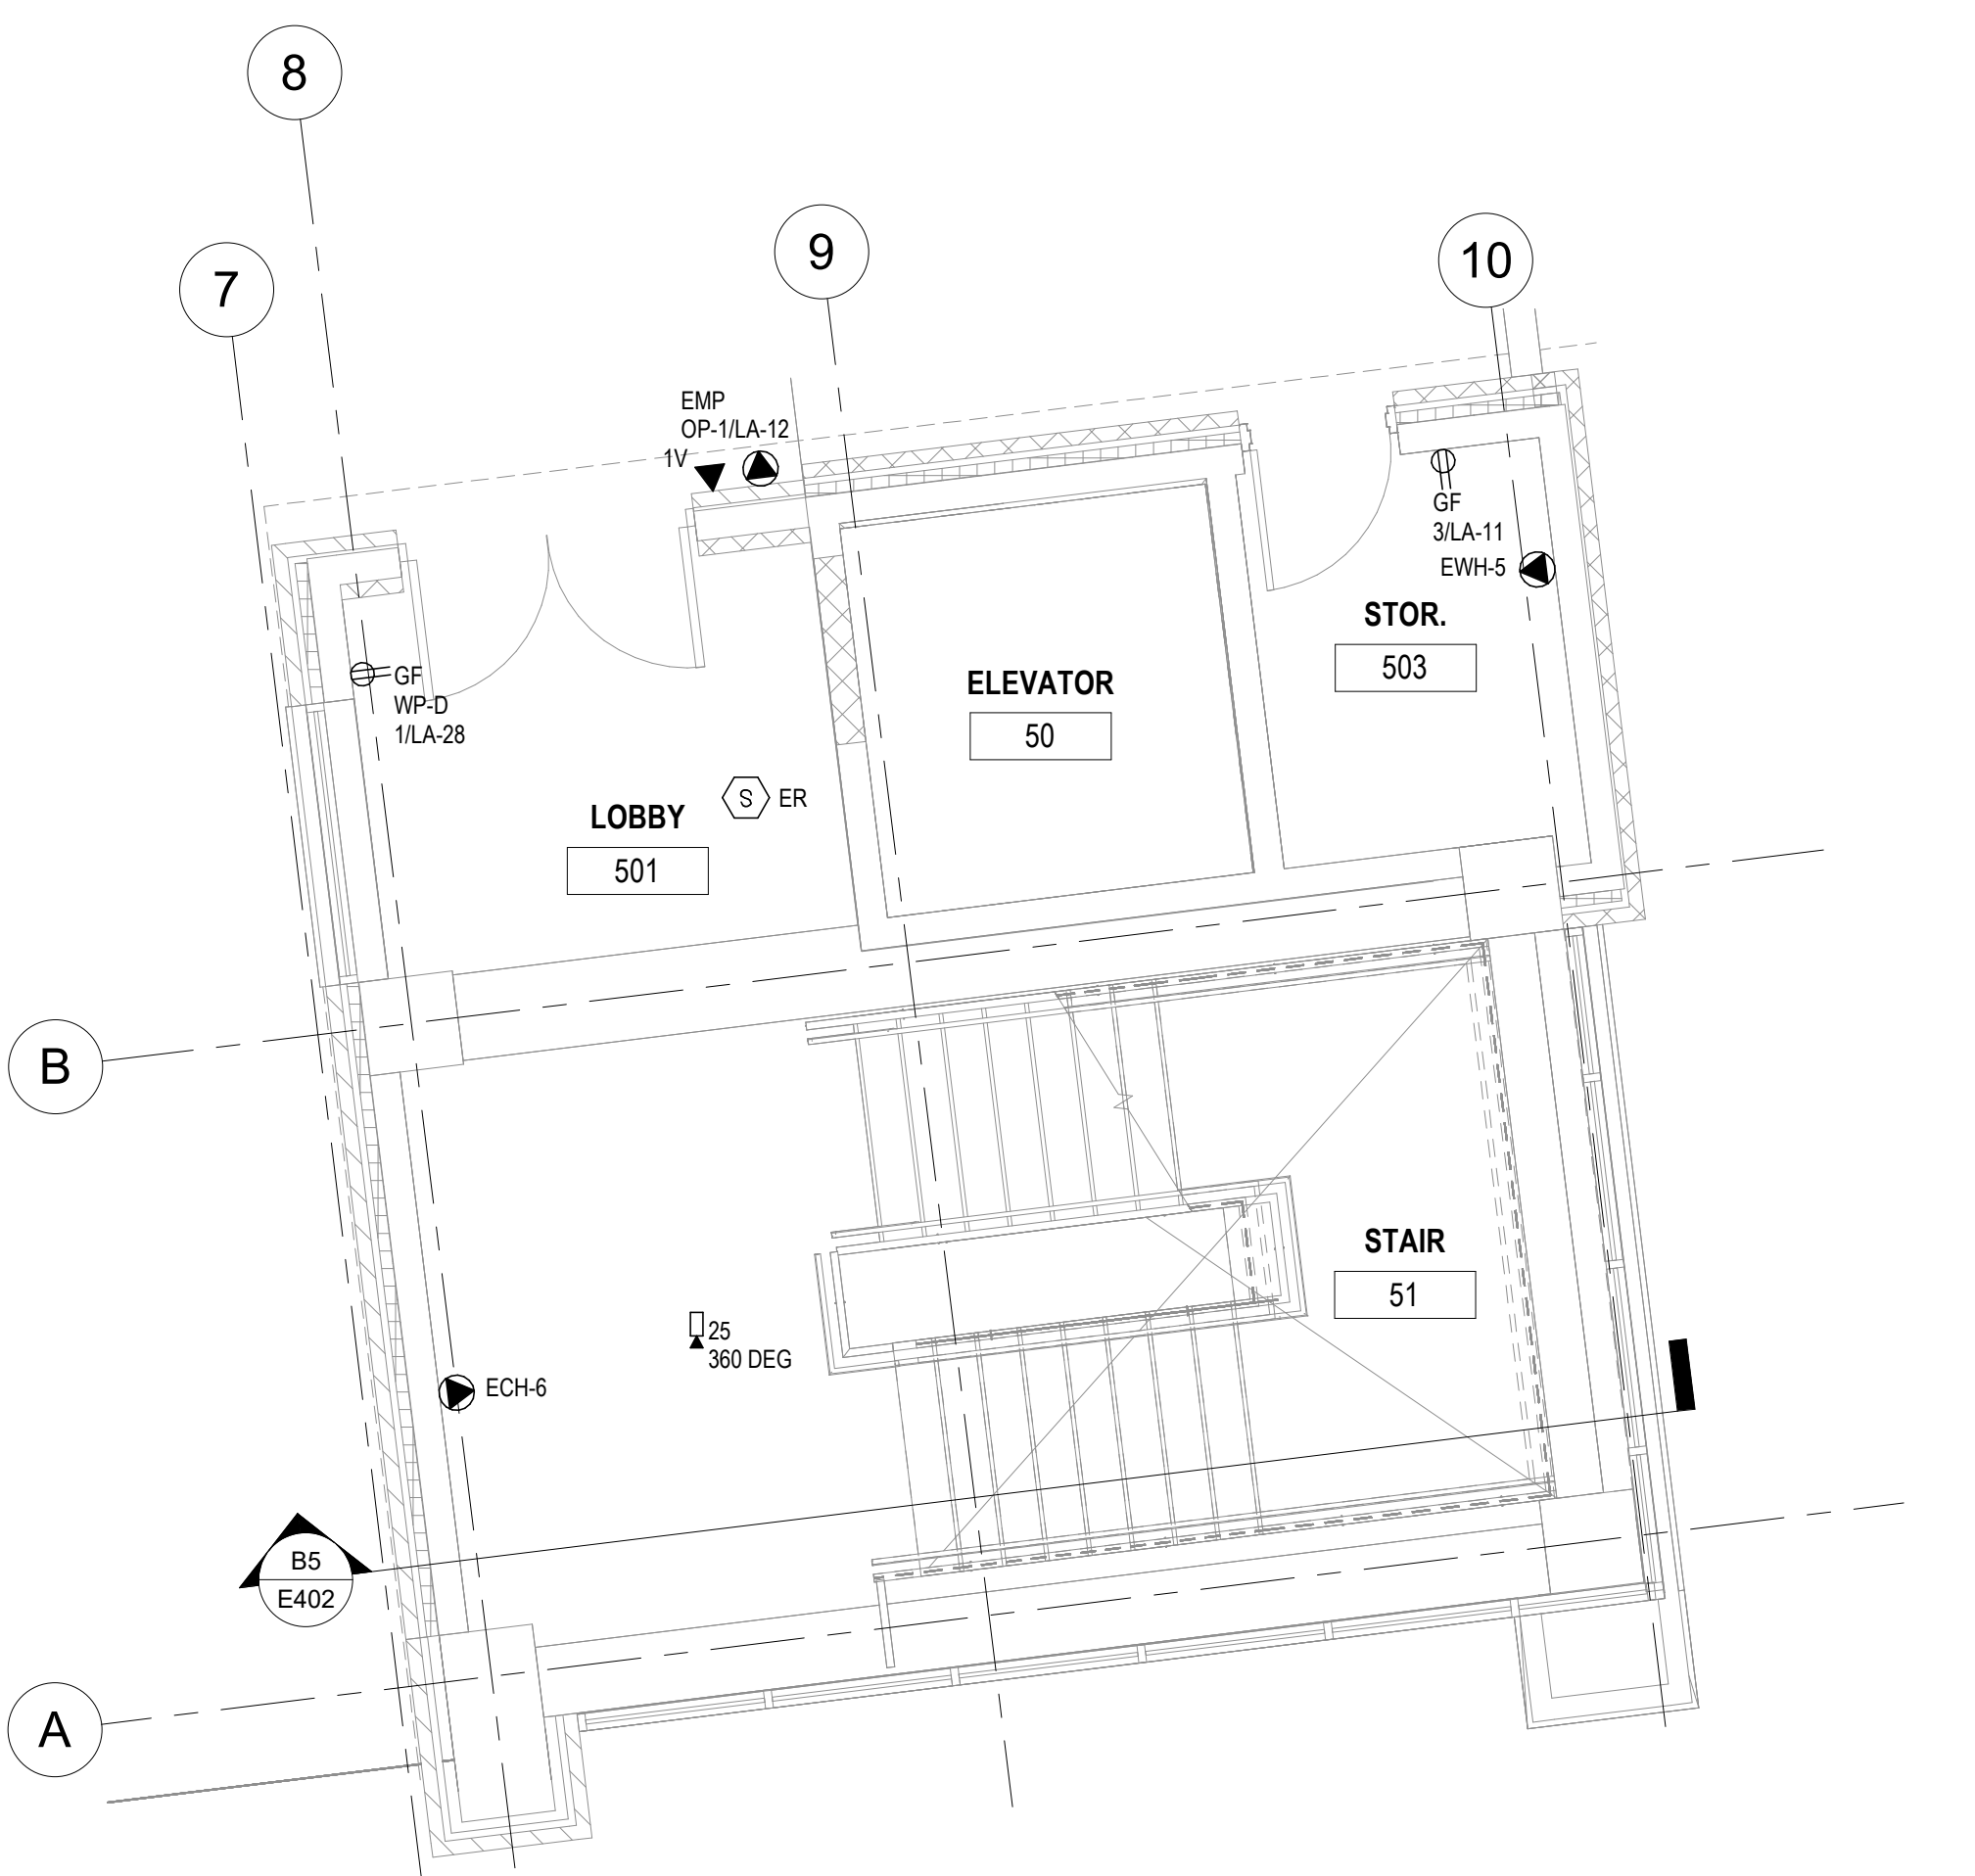 8
7
9
10
EMP
OP-1/LA-12
1V
GF
3/LA-11
EWH-5
STOR.
503
GF
WP-D
1/LA-28
ELEVATOR
50
S ER
LOBBY
501
B
STAIR
51
25
360 DEG
ECH-6
B5
E402
A